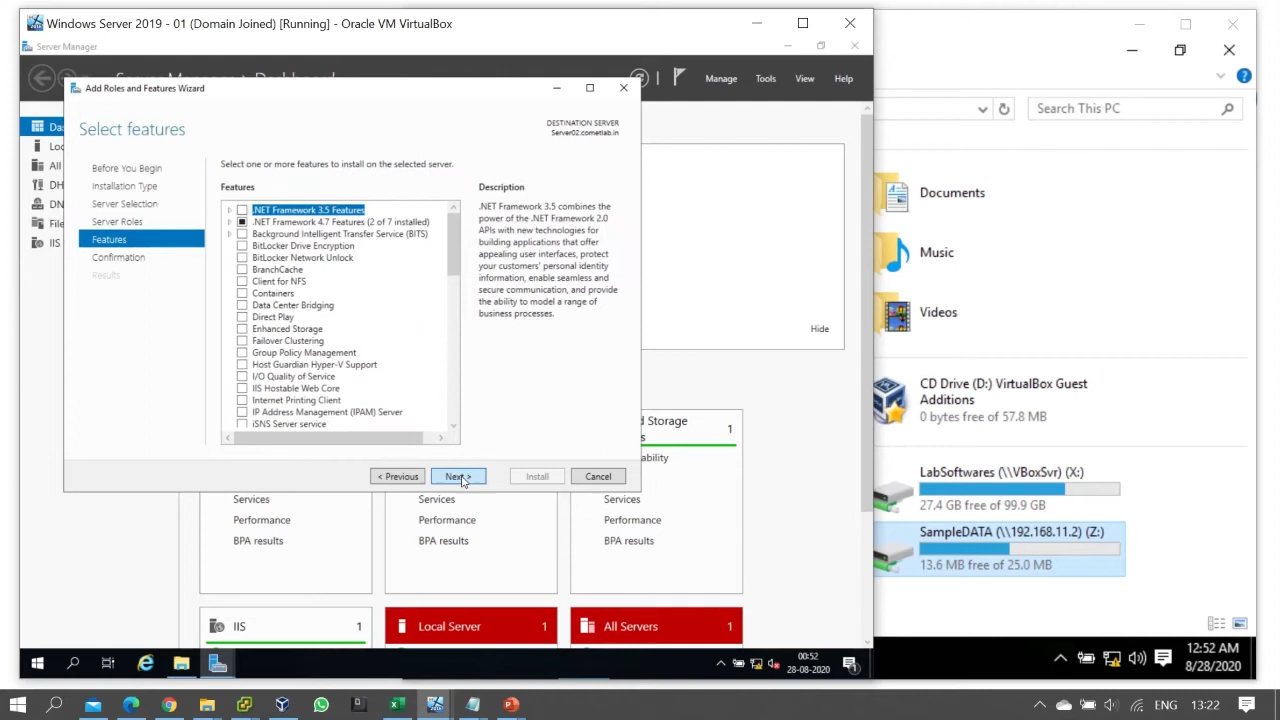 Windows Server 2019 - 01 (Domain Joined) [Running] - Oracle VM VirtualBox
Server Manager
Manage
Tools
View
Help
Add Roles and Features Wizard
Select features
DESTINATION SERVER
Server02.cometlab.in
Before You Begin
Installation Type
Server Selection
Server Roles
Features
Confirmation
Results
Select one or more features to install on the selected server.
Features
.NET Framework 3.5 Features
.NET Framework 4.7 Features (2 of 7 installed)
Background Intelligent Transfer Service (BITS)
BitLocker Drive Encryption
BitLocker Network Unlock
BranchCache
Client for NFS
Containers
Data Center Bridging
Direct Play
Enhanced Storage
Failover Clustering
Group Policy Management
Host Guardian Hyper-V Support
I/O Quality of Service
IIS Hostable Web Core
Internet Printing Client
IP Address Management (IPAM) Server
iSNS Server service
Description
.NET Framework 3.5 combines the
power of the .NET Framework 2.0
APIs with new technologies for
building applications that offer
appealing user interfaces, protect
your customers' personal identity
information, enable seamless and
secure communication, and provide
the ability to model a range of
business processes.
< Previous
Next >
Install
Cancel
Das
Loc
All
DH
DN
File
IIS
Hide
d Storage
s
1
ability
Services
Performance
BPA results
Services
Performance
BPA results
Services
Performance
BPA results
IIS 1
Local Server 1
All Servers 1
00:52
28-08-2020
Search This PC
Documents
Music
Videos
CD Drive (D:) VirtualBox Guest
Additions
0 bytes free of 57.8 MB
LabSoftwares (\\VBoxSvr) (X:)
27.4 GB free of 99.9 GB
SampleDATA (\\192.168.11.2) (Z:)
13.6 MB free of 25.0 MB
12:52 AM
8/28/2020
ENG
13:22